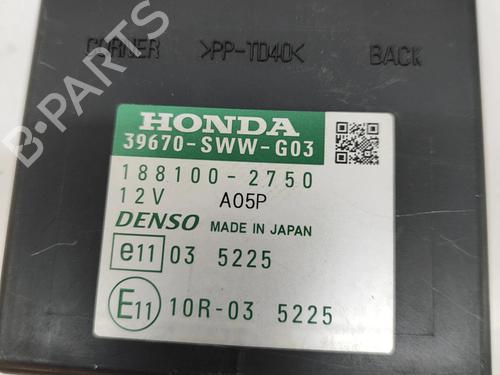 CORNER >PP-TD40< BACK
HONDA
39670-SWW-G03
188100-2750
12V A05P
DENSO MADE IN JAPAN
e11 03 5225
E11 10R-03 5225
B-PARTS